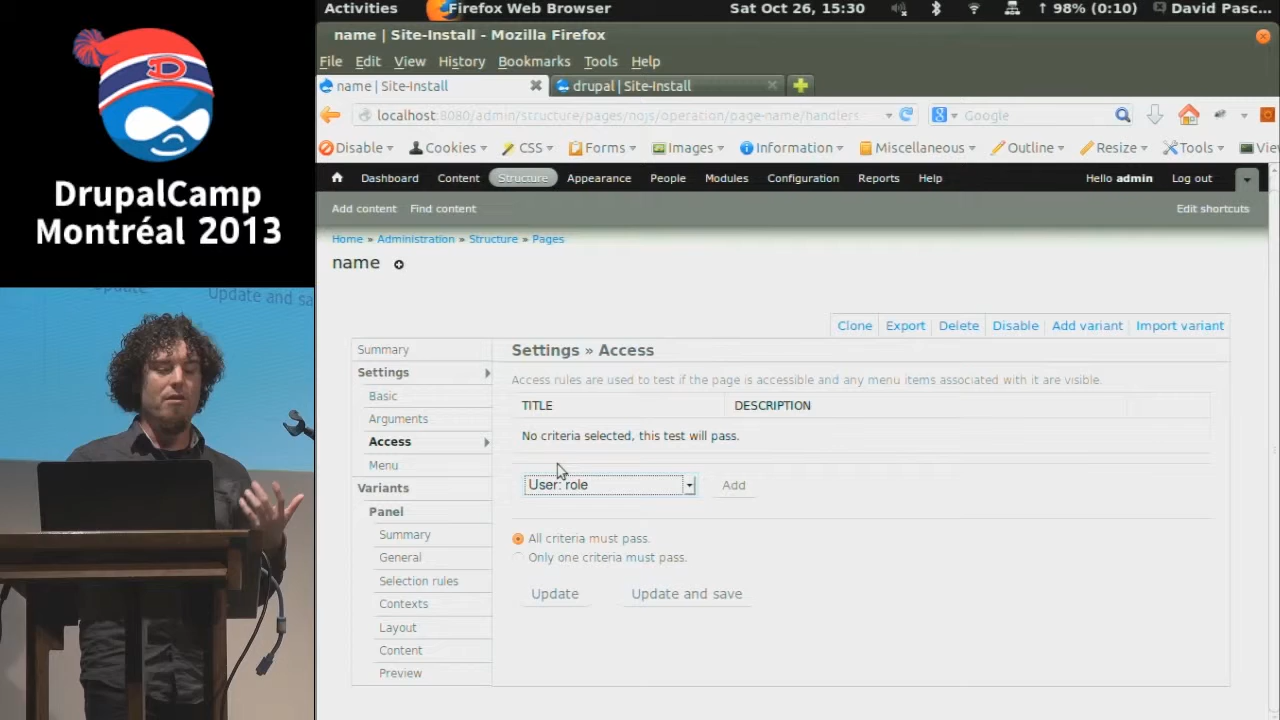 DrupalCamp
Montréal 2013
Update
Update and sa
Activities Firefox Web Browser Sat Oct 26, 15:30 98% (0:10) David Pasc...
name | Site-Install - Mozilla Firefox
File Edit View History Bookmarks Tools Help
name | Site-Install drupal | Site-Install
localhost:8080/admin/structure/pages/nojs/operation/page-name/handlers Google
Disable Cookies CSS Forms Images Information Miscellaneous Outline Resize Tools View
Dashboard Content Structure Appearance People Modules Configuration Reports Help Hello admin Log out
Add content Find content Edit shortcuts
Home » Administration » Structure » Pages
name
Clone Export Delete Disable Add variant Import variant
Summary
Settings
Basic
Arguments
Access
Menu
Variants
Panel
Summary
General
Selection rules
Contexts
Layout
Content
Preview
Settings » Access
Access rules are used to test if the page is accessible and any menu items associated with it are visible.
TITLE DESCRIPTION
No criteria selected, this test will pass.
User: role Add
All criteria must pass.
Only one criteria must pass.
Update Update and save